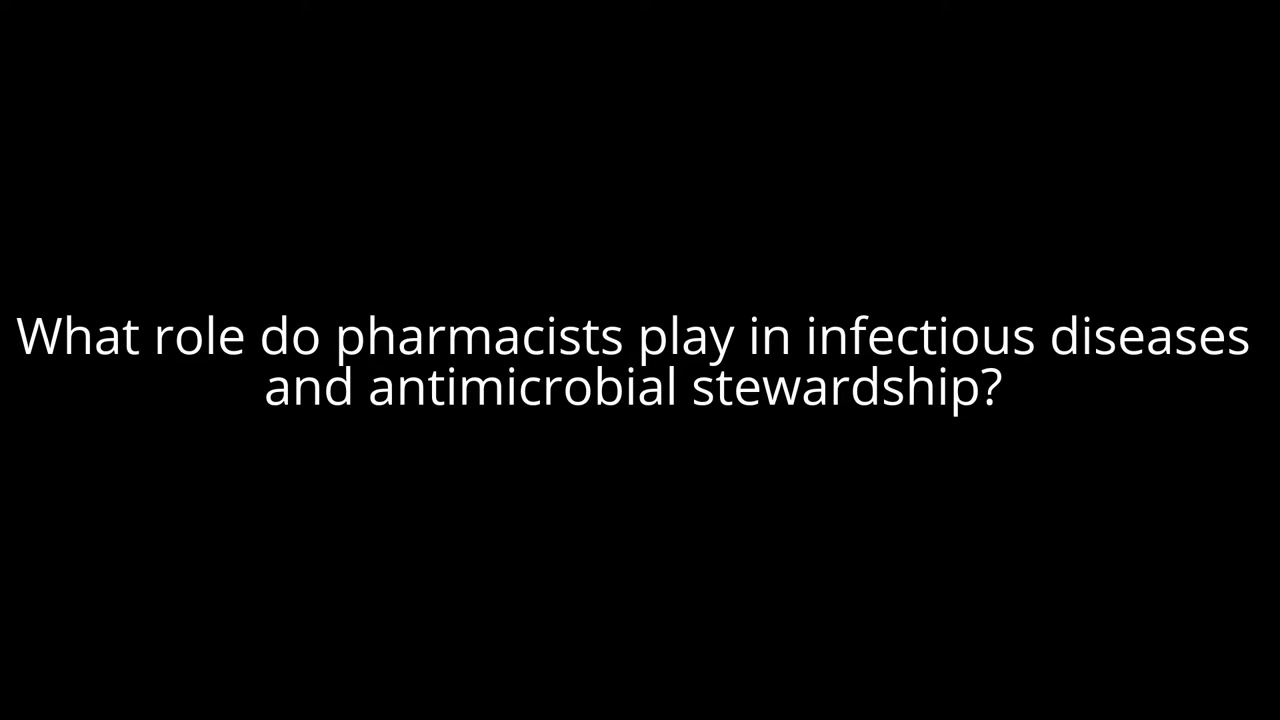 What role do pharmacists play in infectious diseases
and antimicrobial stewardship?